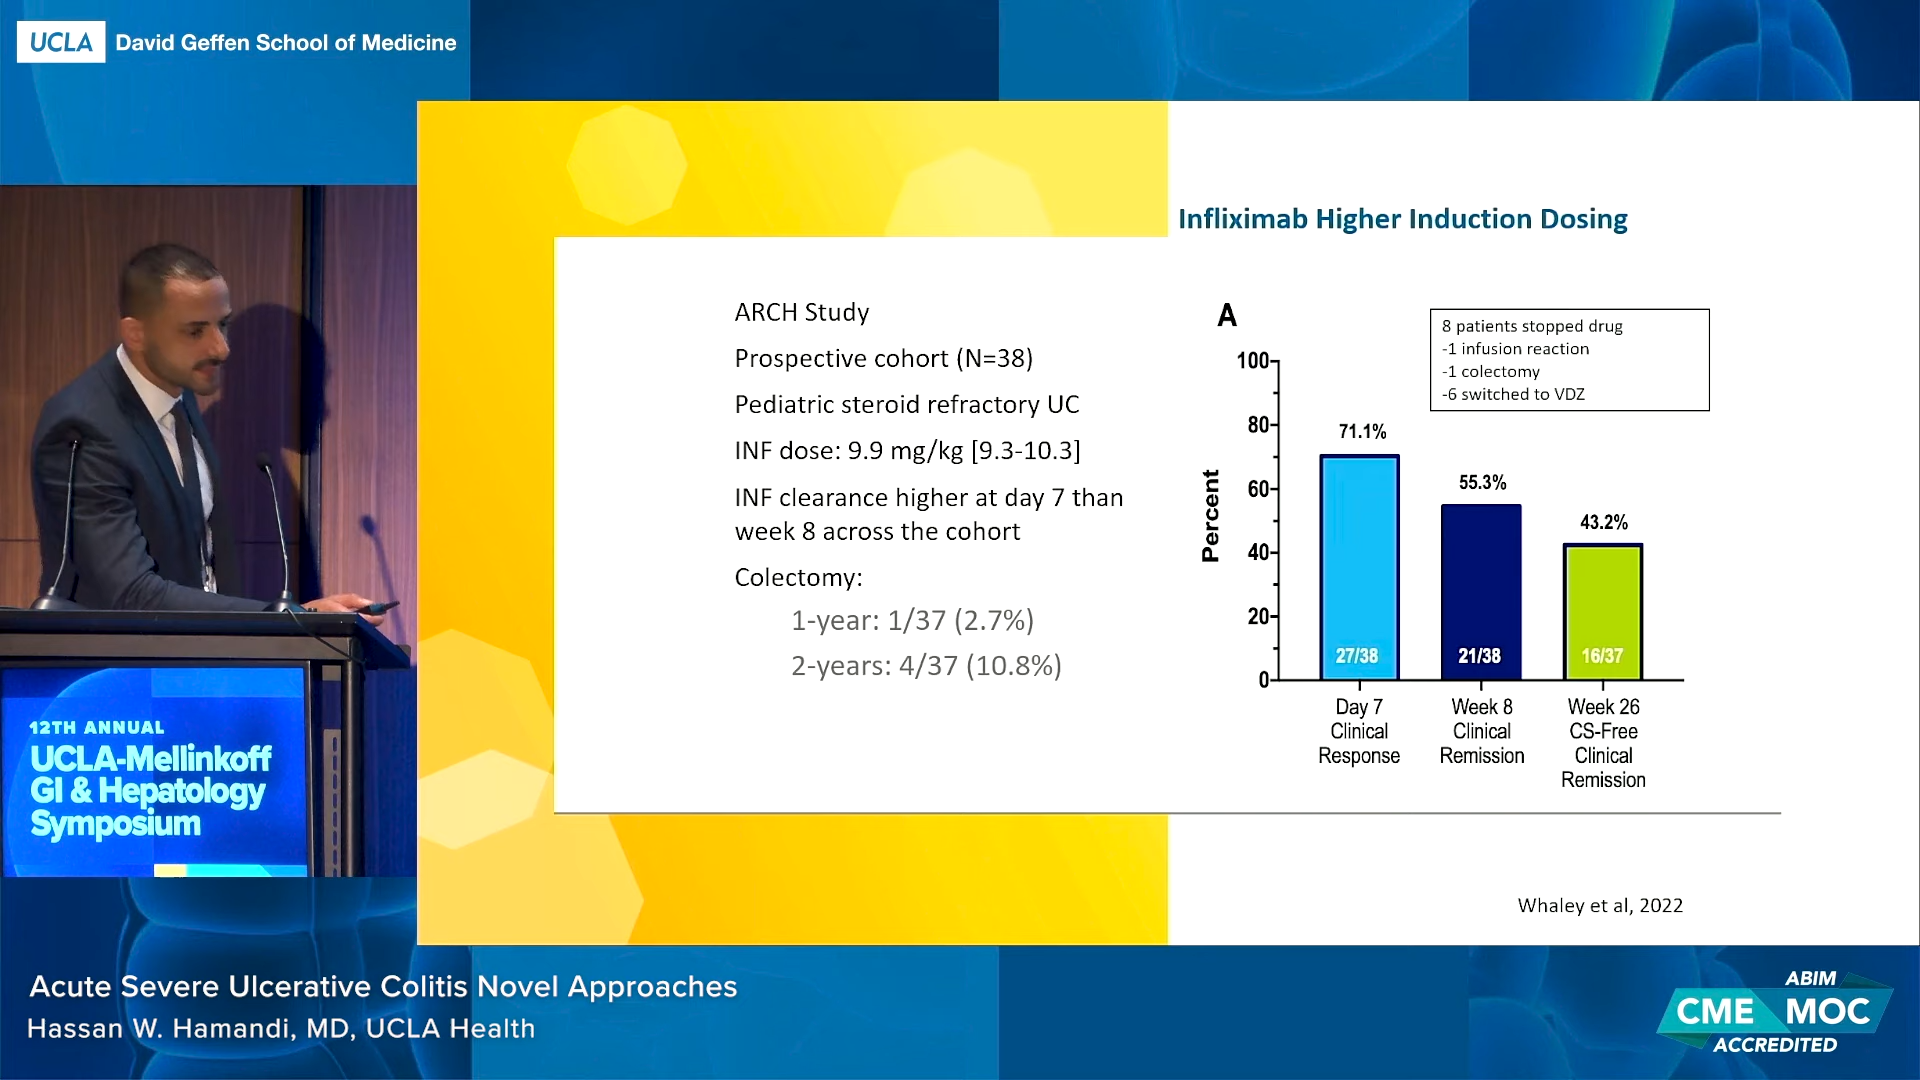 UCLA David Geffen School of Medicine
Infliximab Higher Induction Dosing
ARCH Study
Prospective cohort (N=38)
Pediatric steroid refractory UC
INF dose: 9.9 mg/kg [9.3-10.3]
INF clearance higher at day 7 than
week 8 across the cohort
Colectomy:
1-year: 1/37 (2.7%)
2-years: 4/37 (10.8%)
A
8 patients stopped drug
-1 infusion reaction
-1 colectomy
-6 switched to VDZ
Percent
100
80
60
40
20
0
71.1%
55.3%
43.2%
27/38
21/38
16/37
Day 7
Clinical
Response
Week 8
Clinical
Remission
Week 26
CS-Free
Clinical
Remission
Whaley et al, 2022
12TH ANNUAL
UCLA-Mellinkoff
GI & Hepatology
Symposium
Acute Severe Ulcerative Colitis Novel Approaches
Hassan W. Hamandi, MD, UCLA Health
ABIM
CME MOC
ACCREDITED